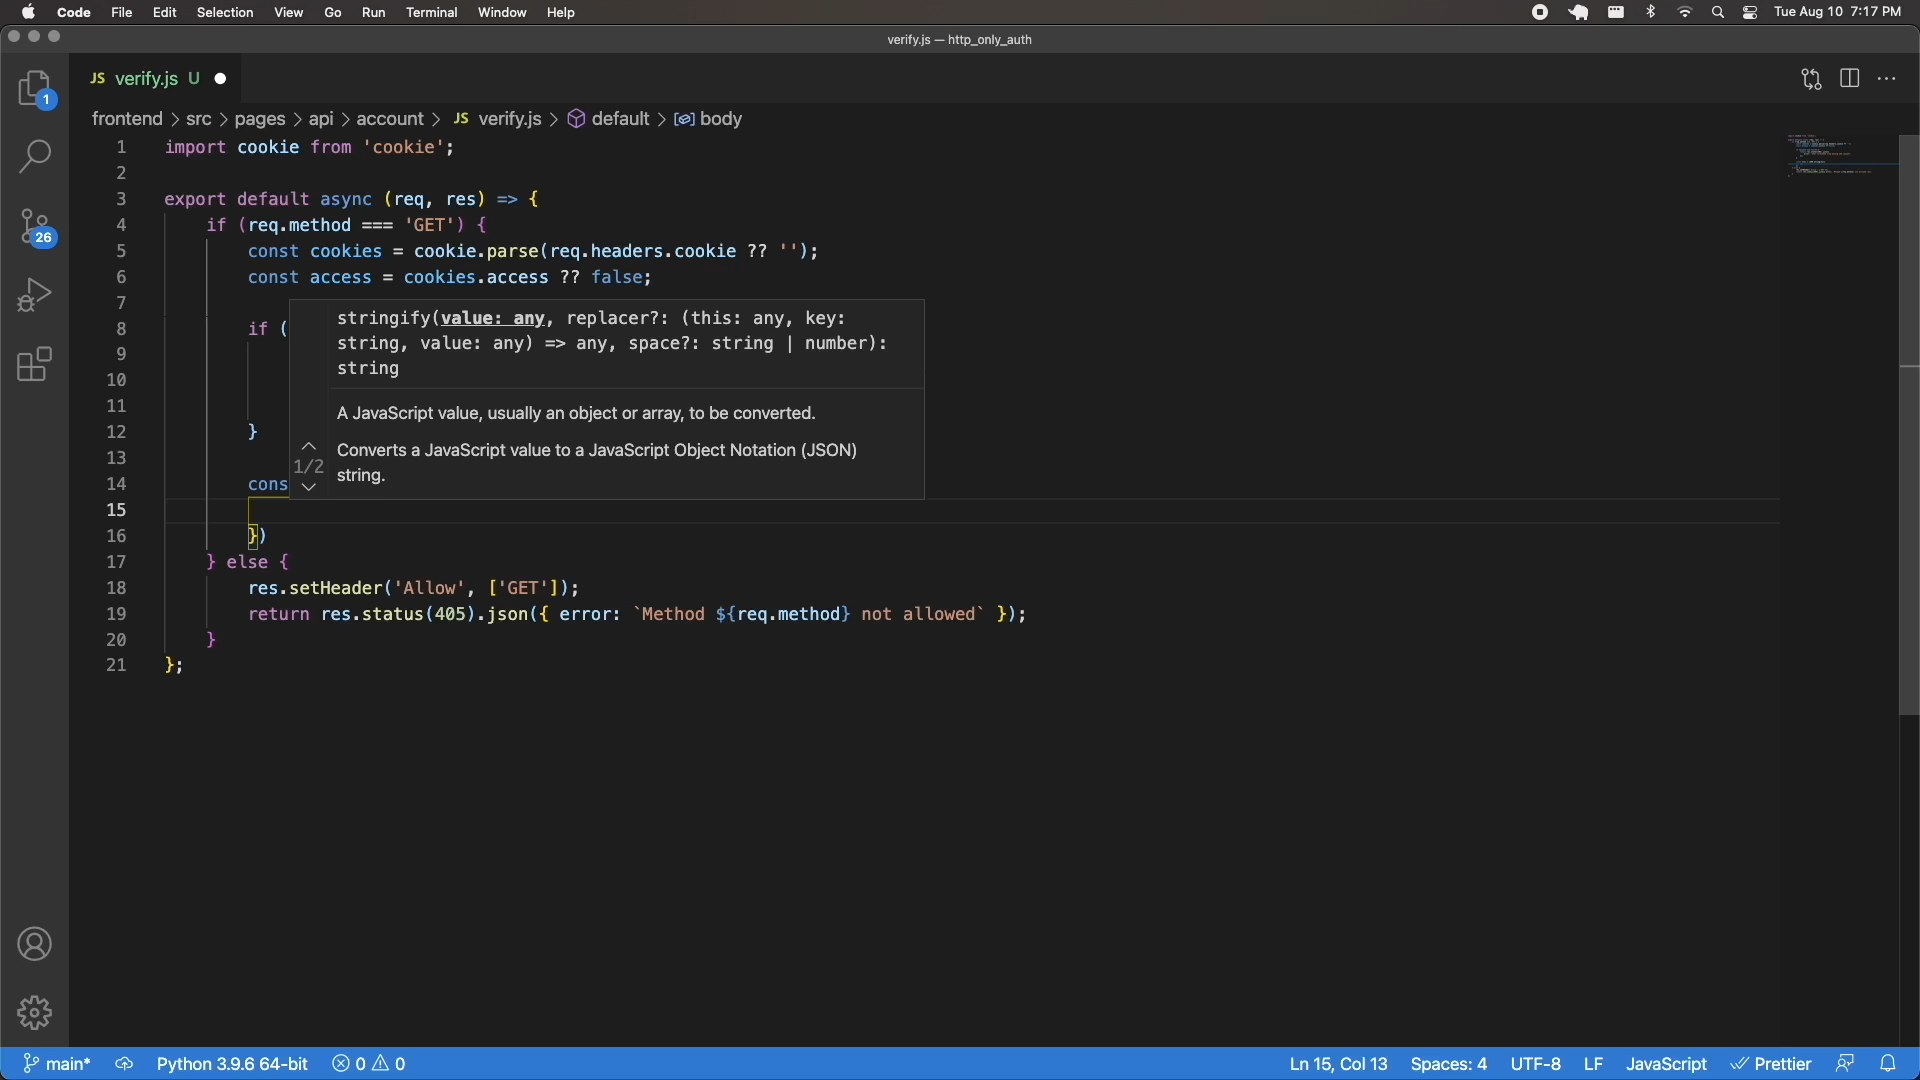 Code File Edit Selection View Go Run Terminal Window Help Tue Aug 10 7:17 PM
verify.js — http_only_auth
JS verify.js U
1
frontend > src > pages > api > account > JS verify.js > default > body
1 import cookie from 'cookie';
2
3 export default async (req, res) => {
4 if (req.method === 'GET') {
5 const cookies = cookie.parse(req.headers.cookie ?? '');
26
6 const access = cookies.access ?? false;
7
8 if (
stringify(value: any, replacer?: (this: any, key:
string, value: any) => any, space?: string | number):
string
9
10
11
A JavaScript value, usually an object or array, to be converted.
12 }
Converts a JavaScript value to a JavaScript Object Notation (JSON)
string.
1/2
13
14 cons
15
16 })
17 } else {
18 res.setHeader('Allow', ['GET']);
19 return res.status(405).json({ error: `Method ${req.method} not allowed` });
20 }
21 };
main* Python 3.9.6 64-bit 0 0 Ln 15, Col 13 Spaces: 4 UTF-8 LF JavaScript Prettier